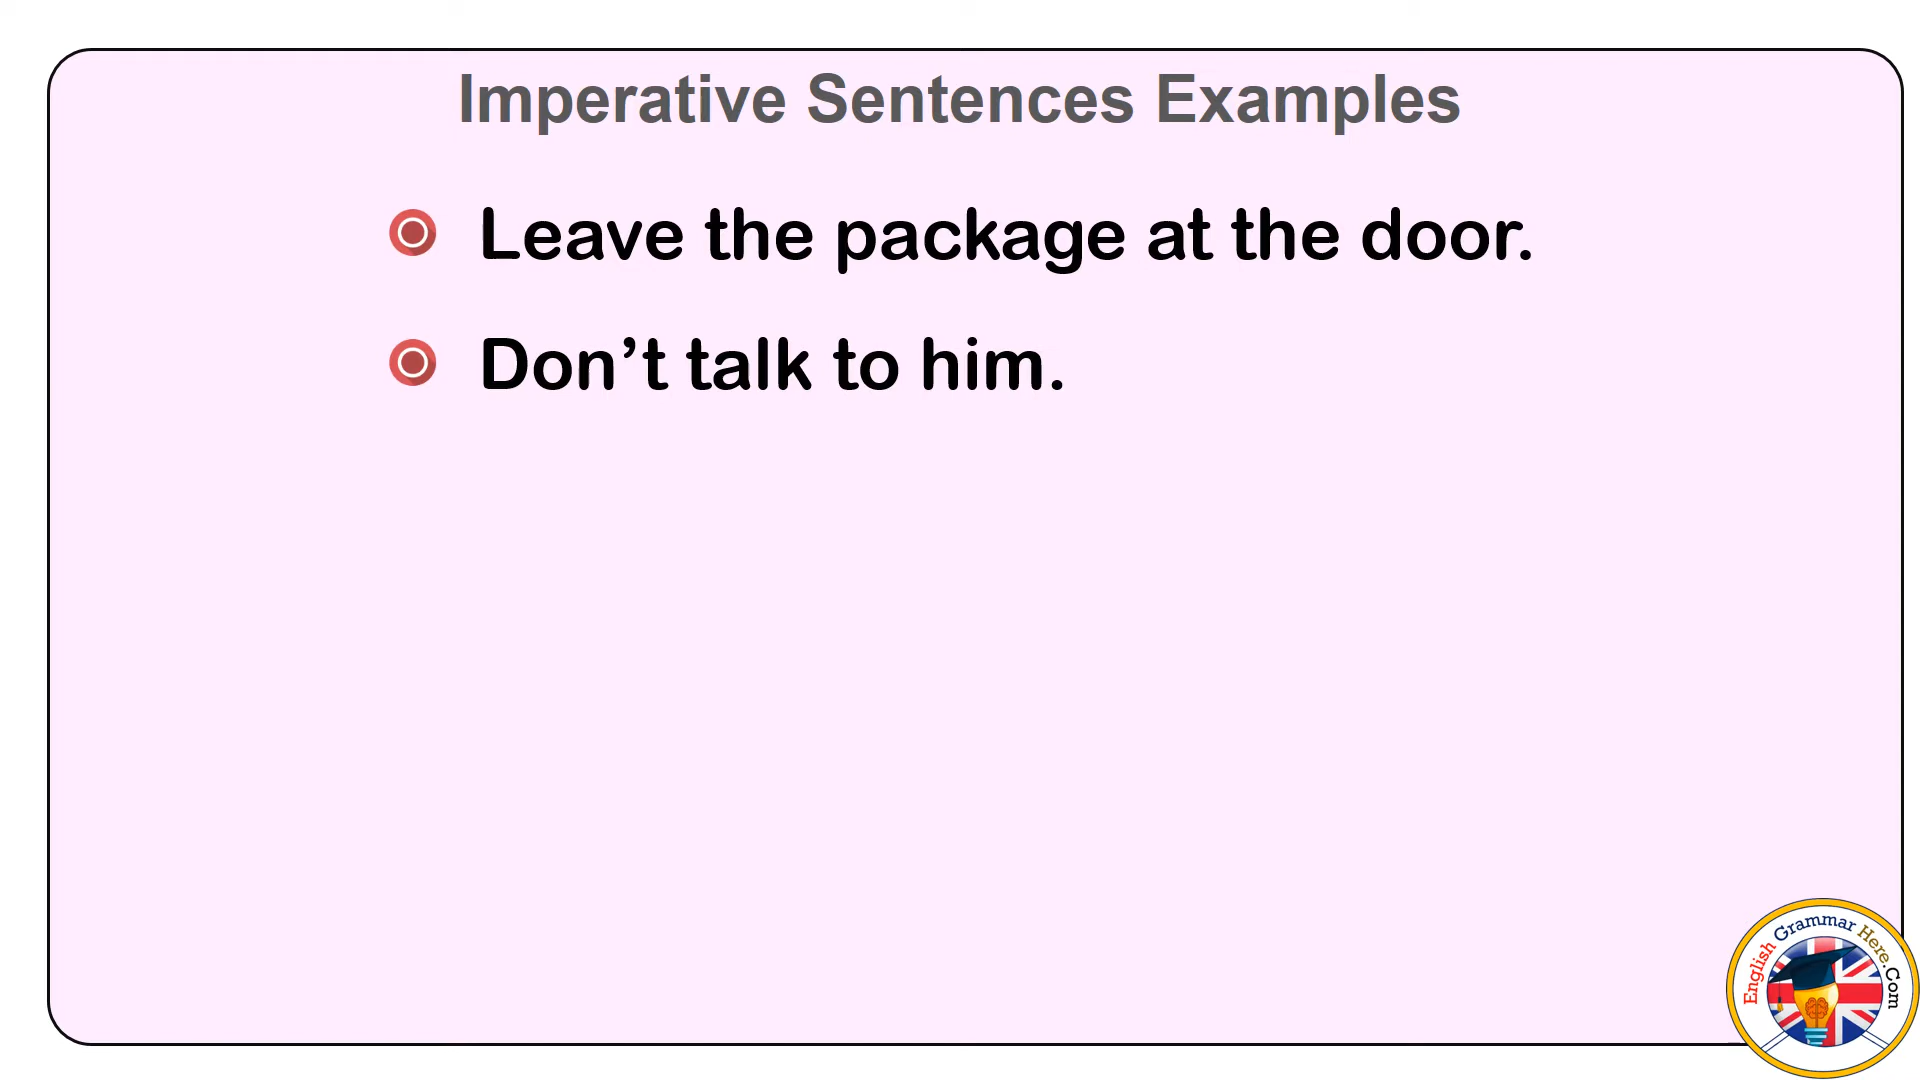 Imperative Sentences Examples
Leave the package at the door.
Don’t talk to him.
English Grammar Here.Com